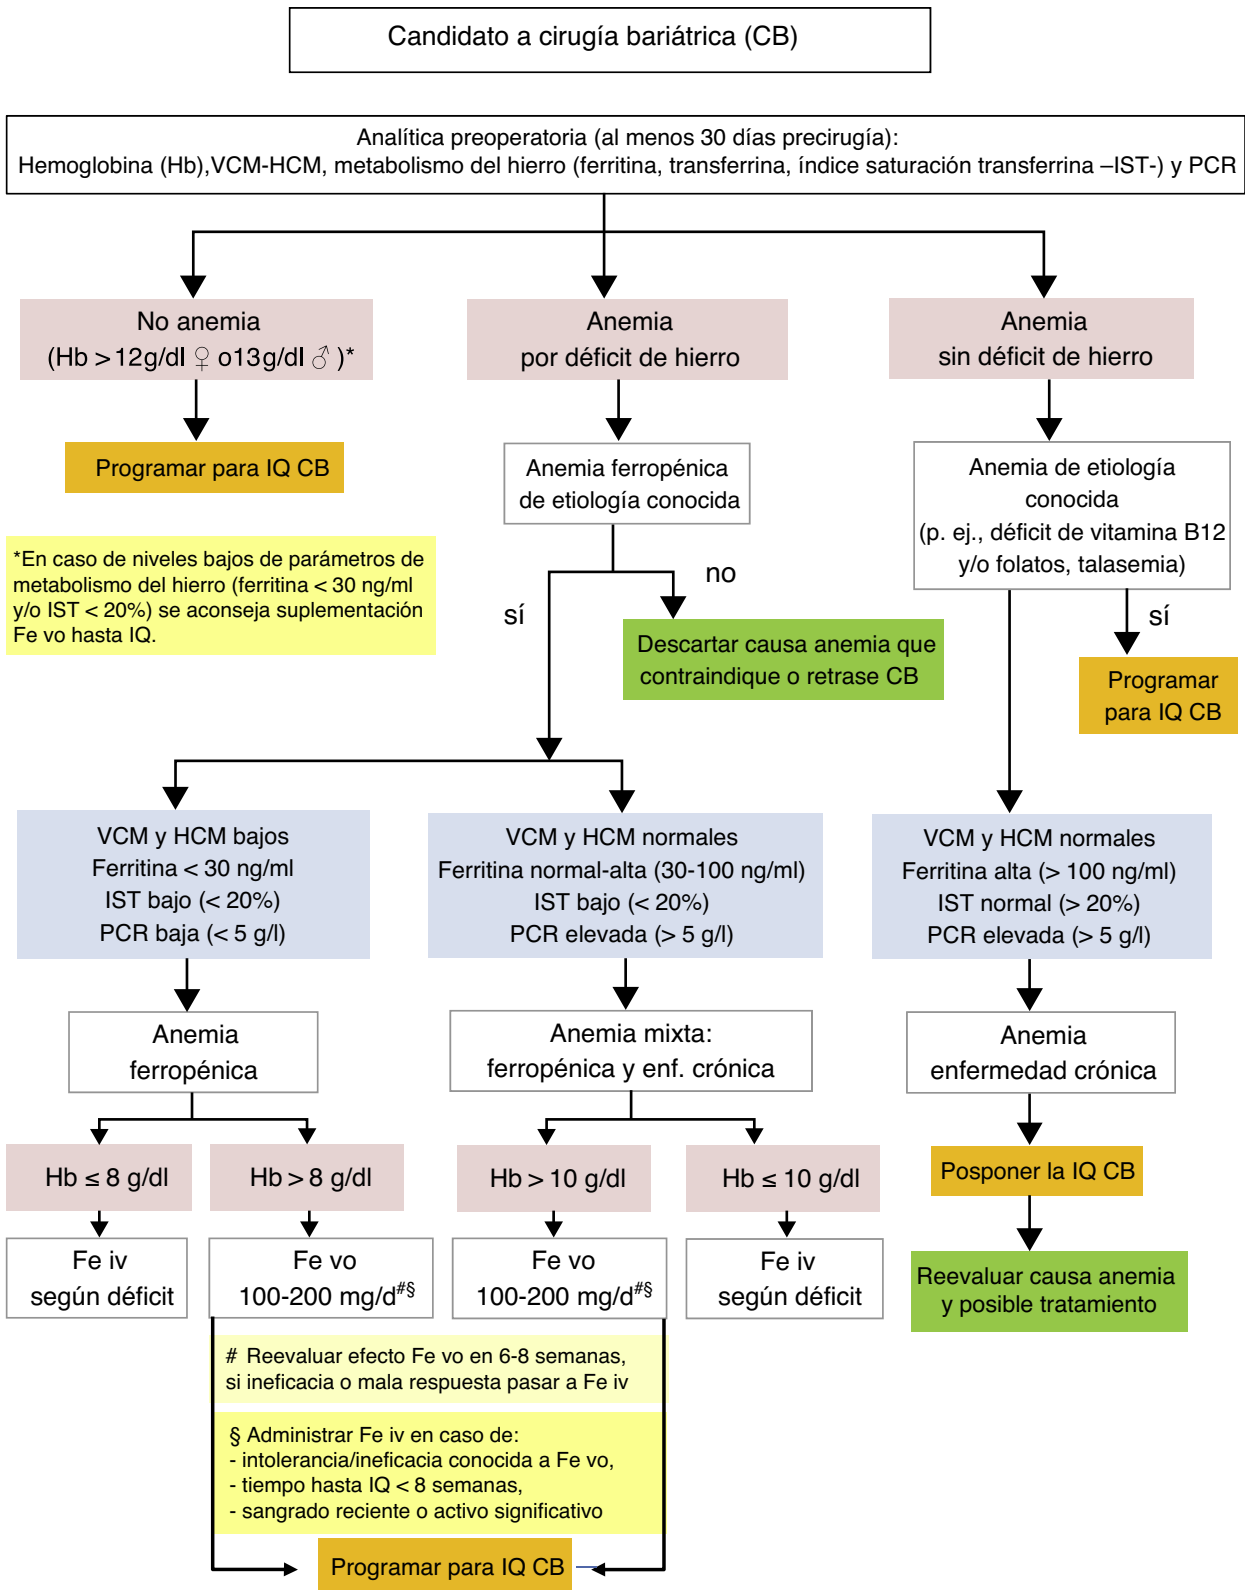 Candidato a cirugía bariátrica (CB)
Analítica preoperatoria (al menos 30 días precirugía):
Hemoglobina (Hb),VCM-HCM, metabolismo del hierro (ferritina, transferrina, índice saturación transferrina –IST-) y PCR
No anemia
(Hb > 12g/dl ♀ o13g/dl ♂ )*
Programar para IQ CB
*En caso de niveles bajos de parámetros de
metabolismo del hierro (ferritina < 30 ng/ml
y/o IST < 20%) se aconseja suplementación
Fe vo hasta IQ.
Anemia
por déficit de hierro
Anemia ferropénica
de etiología conocida
sí
no
Descartar causa anemia que
contraindique o retrase CB
Anemia
sin déficit de hierro
Anemia de etiología
conocida
(p. ej., déficit de vitamina B12
y/o folatos, talasemia)
sí
Programar
para IQ CB
VCM y HCM bajos
Ferritina < 30 ng/ml
IST bajo (< 20%)
PCR baja (< 5 g/l)
Anemia
ferropénica
Hb ≤ 8 g/dl
Hb > 8 g/dl
Fe iv
según déficit
Fe vo
100-200 mg/d#§
VCM y HCM normales
Ferritina normal-alta (30-100 ng/ml)
IST bajo (< 20%)
PCR elevada (> 5 g/l)
Anemia mixta:
ferropénica y enf. crónica
Hb > 10 g/dl
Hb ≤ 10 g/dl
Fe vo
100-200 mg/d#§
Fe iv
según déficit
VCM y HCM normales
Ferritina alta (> 100 ng/ml)
IST normal (> 20%)
PCR elevada (> 5 g/l)
Anemia
enfermedad crónica
Posponer la IQ CB
Reevaluar causa anemia
y posible tratamiento
# Reevaluar efecto Fe vo en 6-8 semanas,
si ineficacia o mala respuesta pasar a Fe iv
§ Administrar Fe iv en caso de:
- intolerancia/ineficacia conocida a Fe vo,
- tiempo hasta IQ < 8 semanas,
- sangrado reciente o activo significativo
Programar para IQ CB